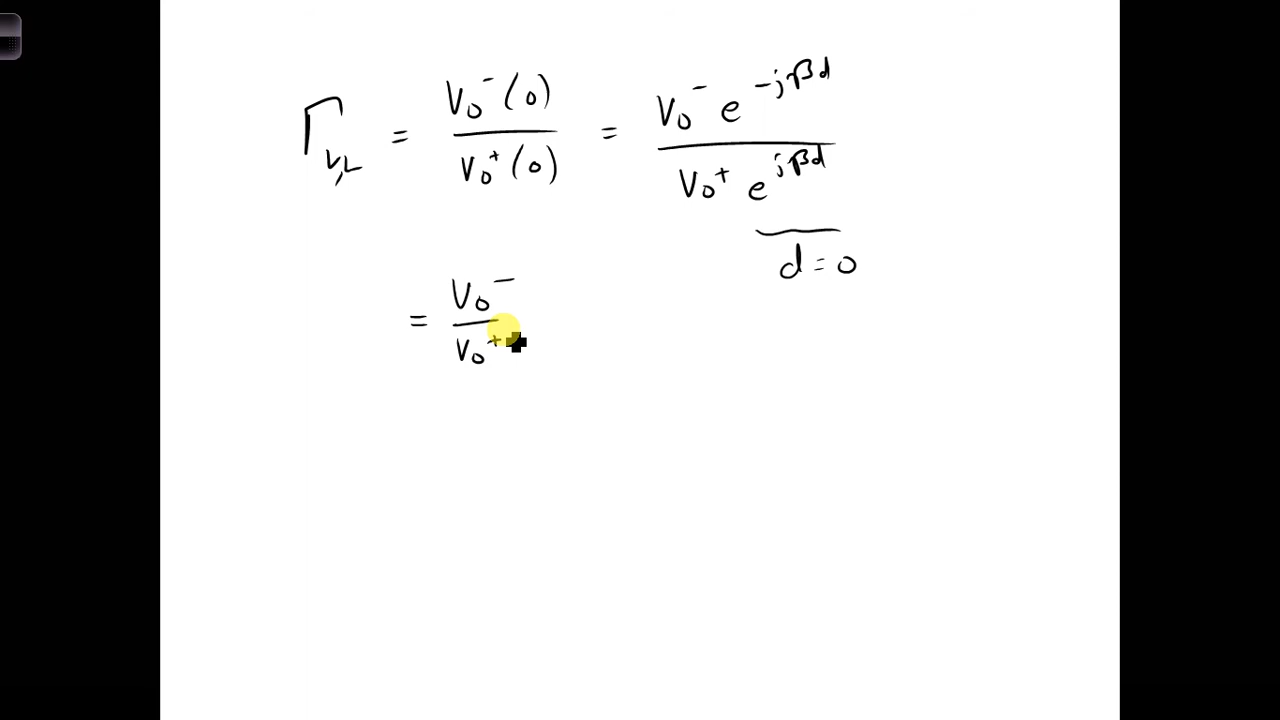 Γ_{V,L} = V_0^-(0) / V_0^+(0) = V_0^- e^{-jβd} / V_0^+ e^{jβd}
d=0
= V_0^- / V_0^+